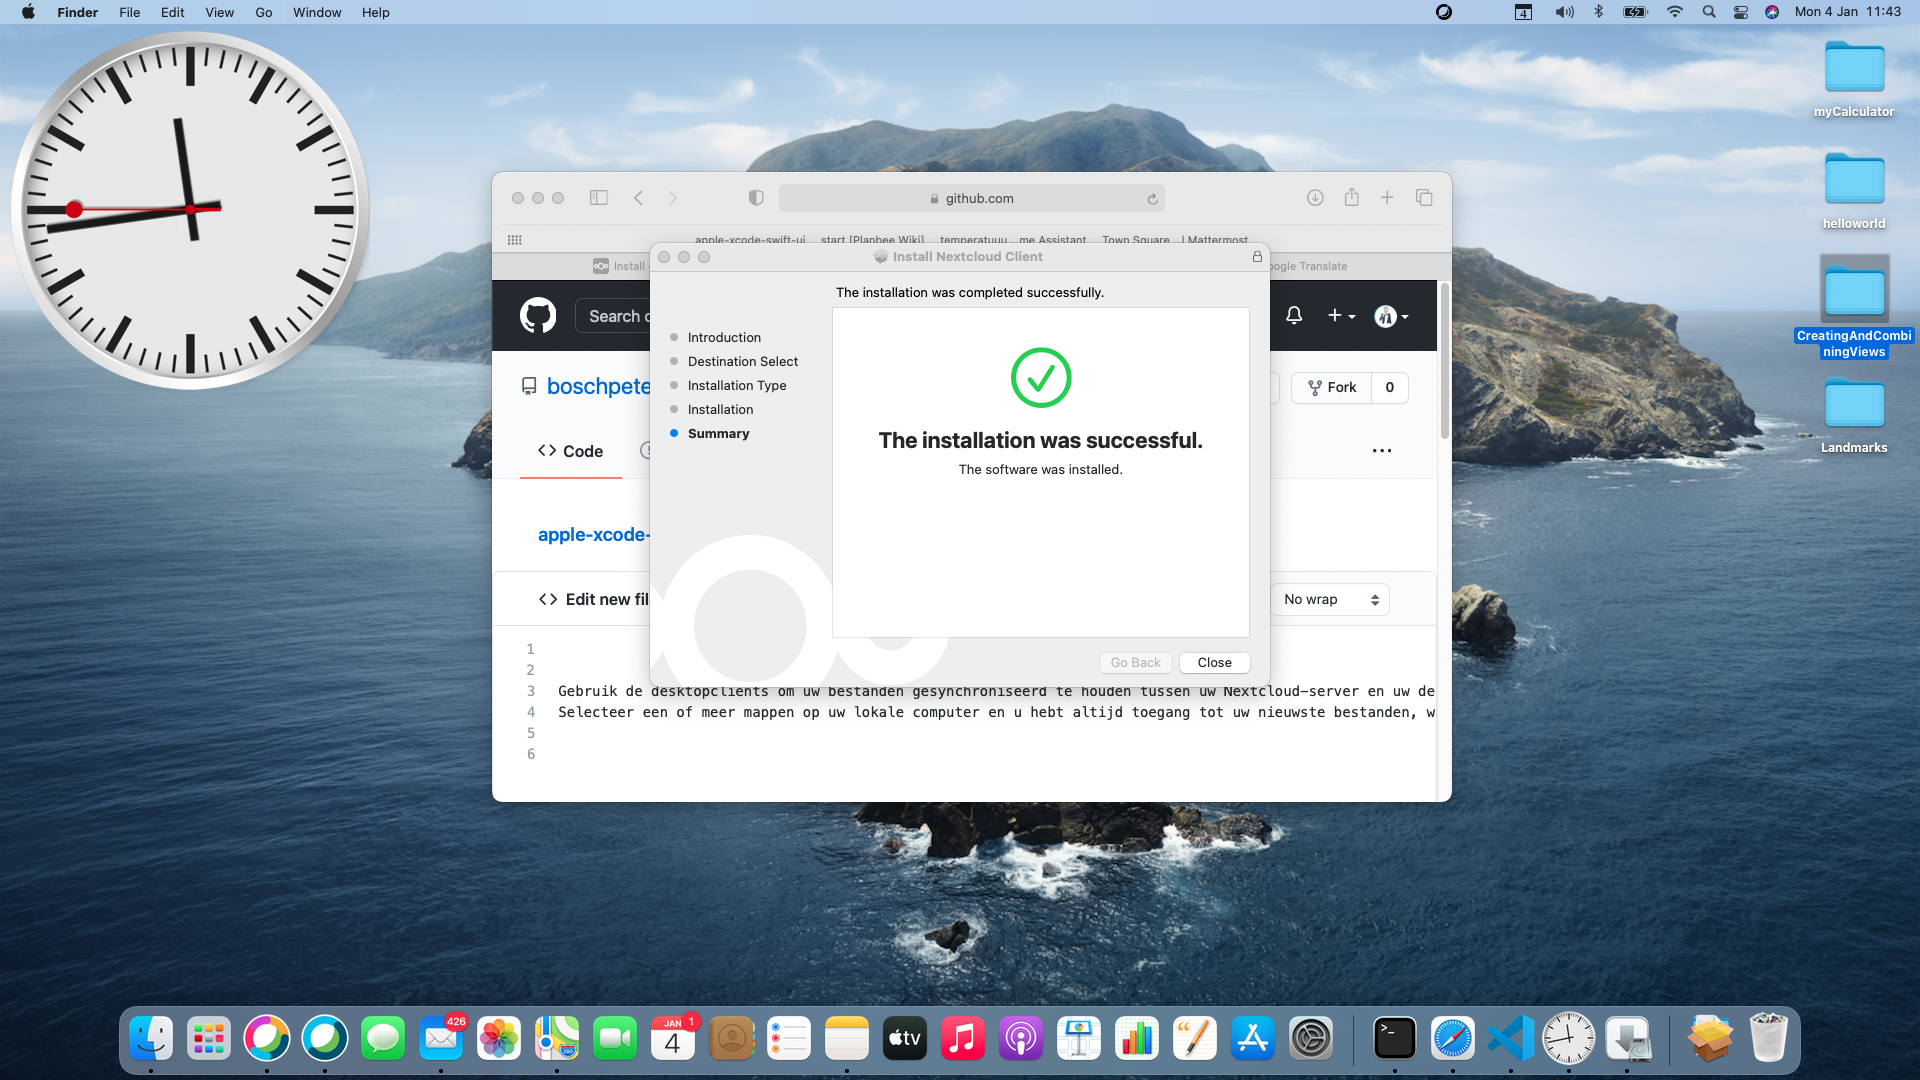 Finder File Edit View Go Window Help
4 Mon 4 Jan 11:43
myCalculator
helloworld
CreatingAndCombi
ningViews
Landmarks
github.com
apple-xcode-swift-ui start [Planbee Wiki] temperatuuu me Assistant Town Square Mattermost
Install
Google Translate
Install Nextcloud Client
The installation was completed successfully.
Search
Introduction
Destination Select
Installation Type
Installation
Summary
The installation was successful.
The software was installed.
Go Back Close
boschpete
Fork 0
Code
apple-xcode-
Edit new fil
No wrap
1
2
3 Gebruik de desktopclients om uw bestanden gesynchroniseerd te houden tussen uw Nextcloud-server en uw de
4 Selecteer een of meer mappen op uw lokale computer en u hebt altijd toegang tot uw nieuwste bestanden, w
5
6
426
JAN 1
4
280
tv
>_